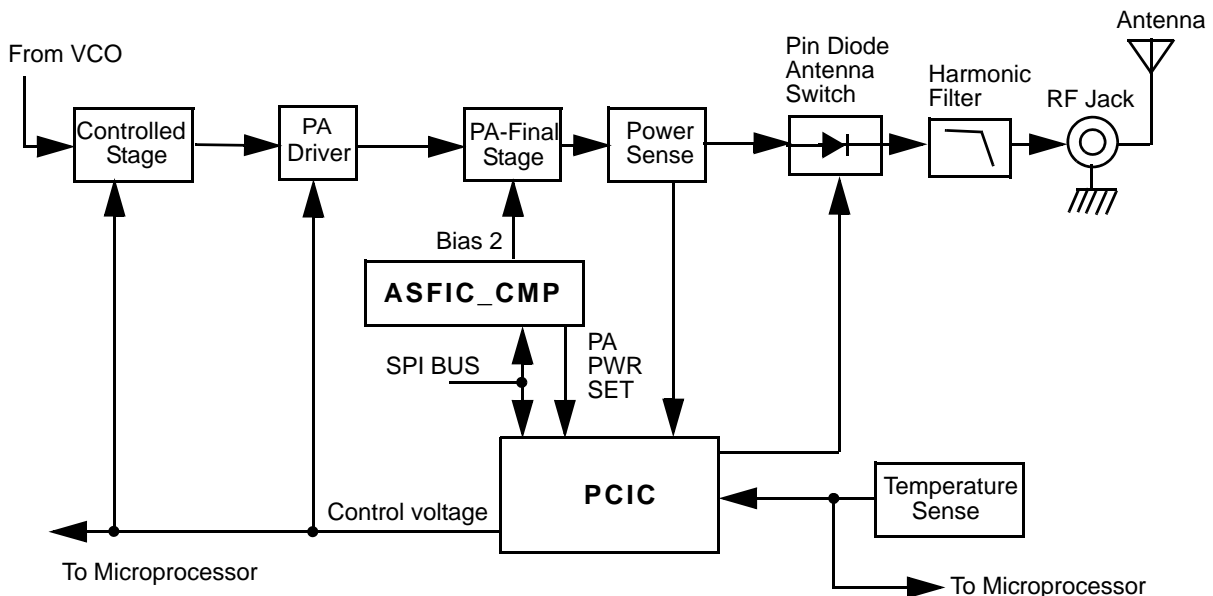 Antenna
From VCO
Pin Diode
Antenna
Switch
Harmonic
Filter
RF Jack
Controlled
Stage
PA
Driver
PA-Final
Stage
Power
Sense
Bias 2
ASFIC_CMP
SPI BUS
PA
PWR
SET
PCIC
Temperature
Sense
Control voltage
To Microprocessor
To Microprocessor